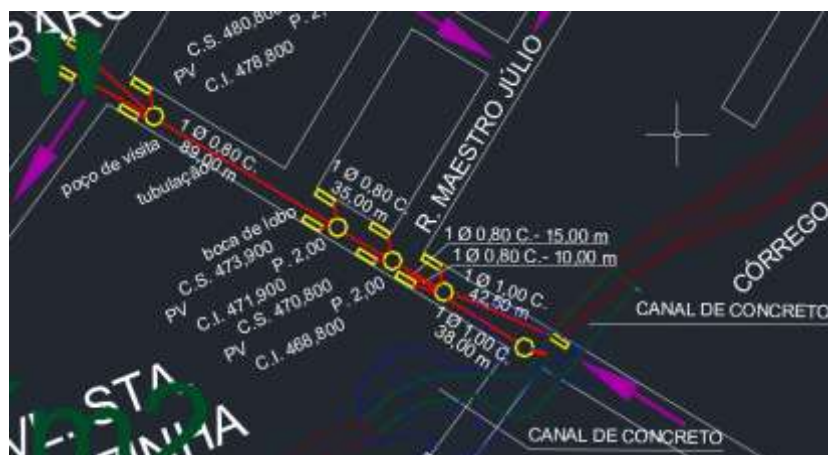 C.S. 480,800
PV
C.I. 478,800
1 Ø 0,80 C.
89,00 m
poço de visita
tubulação
1 Ø 0,80 C.
35,00 m
R. MAESTRO JÚLIO
boca de lobo
C.S. 473,900
P. 2,00
PV
C.I. 471,900
C.S. 470,800
P. 2,00
PV
C.I. 468,800
1 Ø 0,80 C.- 15,00 m
1 Ø 0,80 C.- 10,00 m
1 Ø 1,00 C.
42,50 m
1 Ø 1,00 C.
38,00 m
CÓRREGO
CANAL DE CONCRETO
STA.
CANAL DE CONCRETO